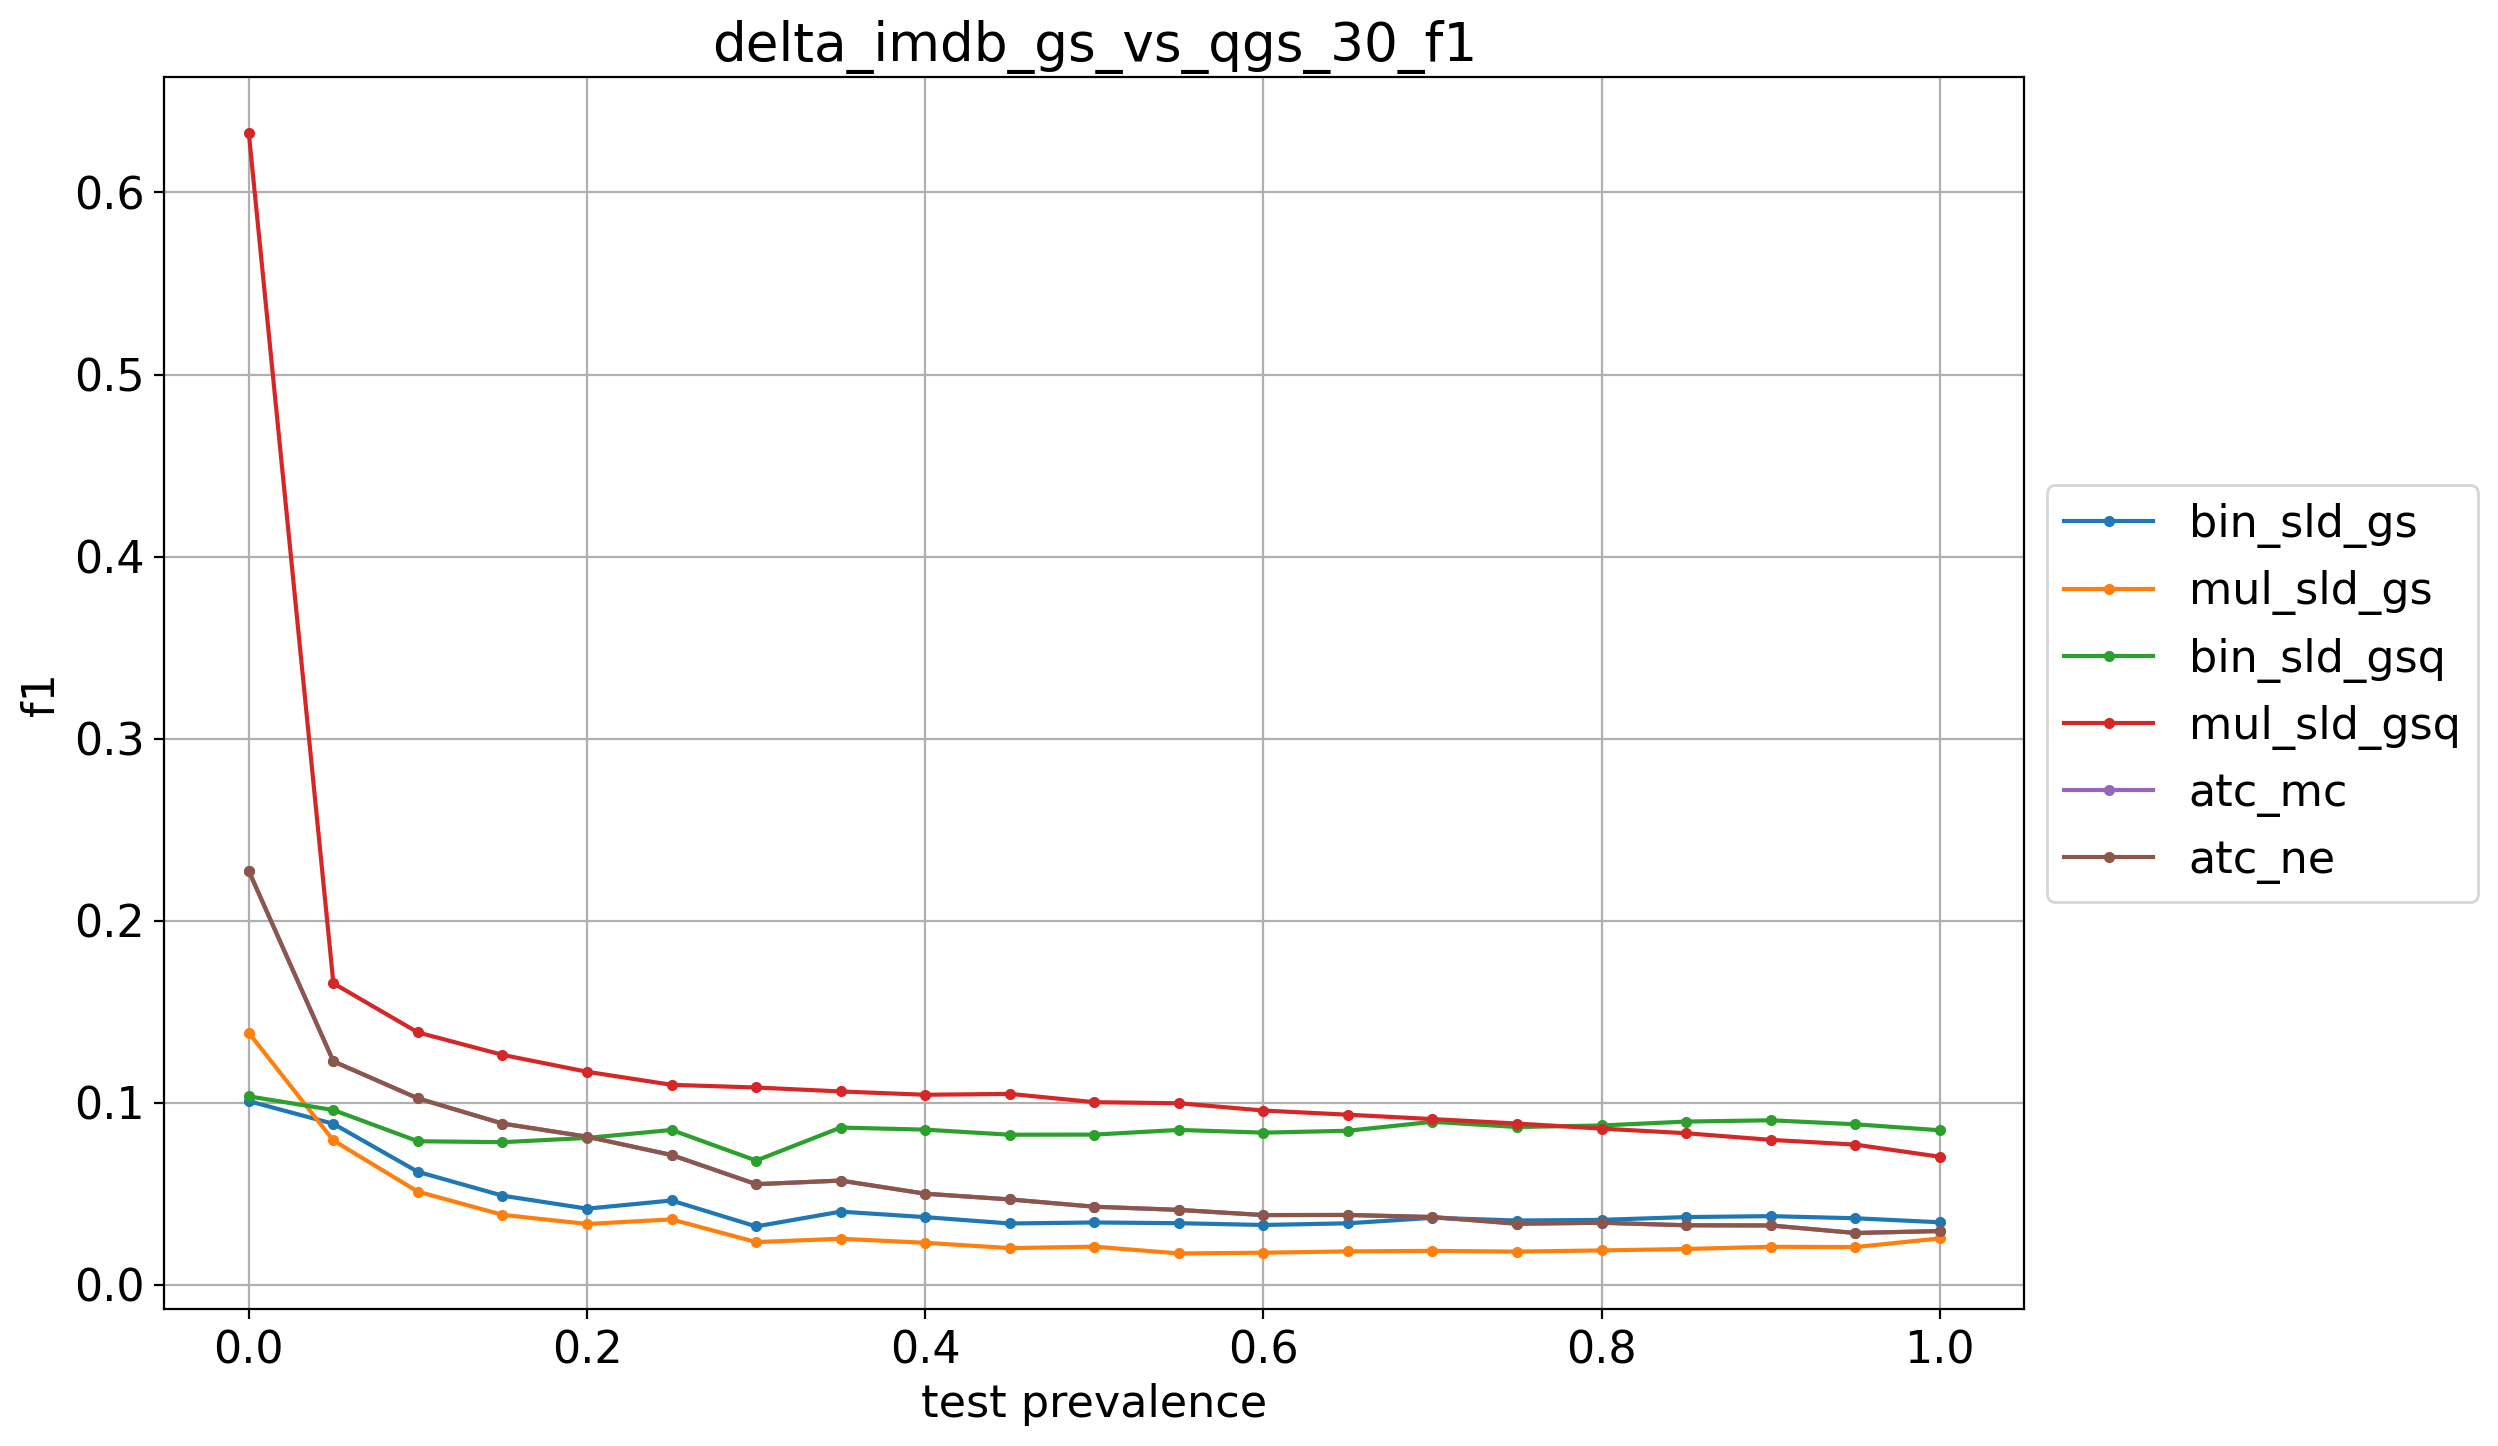 delta_imdb_gs_vs_qgs_30_f1
0.6
0.5
0.4
0.3
0.2
0.1
0.0
f1
0.0 0.2 0.4 0.6 0.8 1.0
test prevalence
bin_sld_gs
mul_sld_gs
bin_sld_gsq
mul_sld_gsq
atc_mc
atc_ne